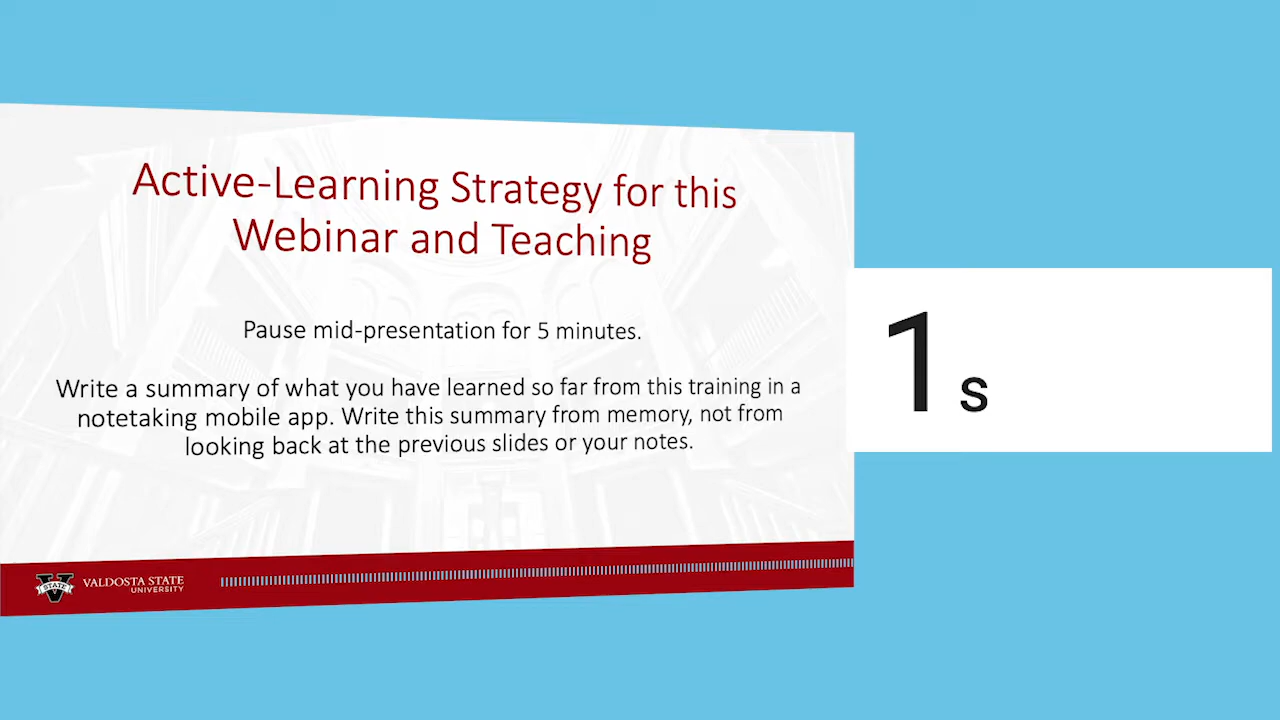 Active-Learning Strategy for this
Webinar and Teaching
Pause mid-presentation for 5 minutes.
Write a summary of what you have learned so far from this training in a
notetaking mobile app. Write this summary from memory, not from
looking back at the previous slides or your notes.
1 s
V
STATE
VALDOSTA STATE
UNIVERSITY